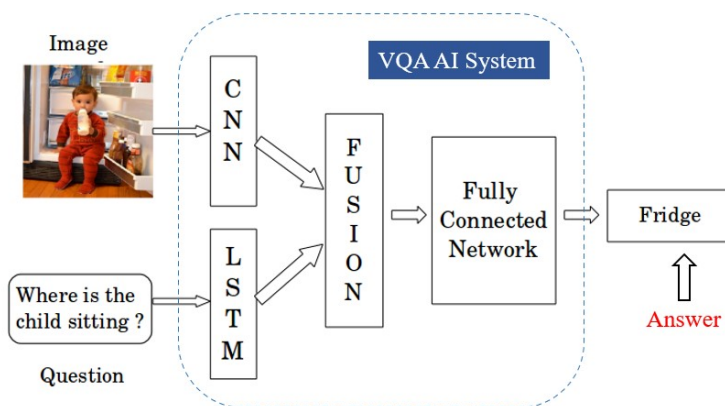 Image
VQA AI System
C
N
N
F
U
S
I
O
N
Fully
Connected
Network
Fridge
L
S
T
M
Where is the
child sitting ?
Answer
Question